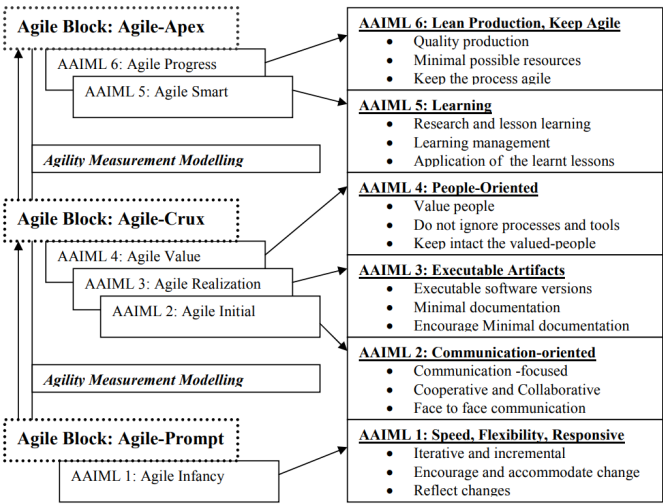 Agile Block: Agile-Apex
AAIML 6: Agile Progress
AAIML 5: Agile Smart
Agility Measurement Modelling
Agile Block: Agile-Crux
AAIML 4: Agile Value
AAIML 3: Agile Realization
AAIML 2: Agile Initial
Agility Measurement Modelling
Agile Block: Agile-Prompt
AAIML 1: Agile Infancy
AAIML 6: Lean Production, Keep Agile
• Quality production
• Minimal possible resources
• Keep the process agile
AAIML 5: Learning
• Research and lesson learning
• Learning management
• Application of the learnt lessons
AAIML 4: People-Oriented
• Value people
• Do not ignore processes and tools
• Keep intact the valued-people
AAIML 3: Executable Artifacts
• Executable software versions
• Minimal documentation
• Encourage Minimal documentation
AAIML 2: Communication-oriented
• Communication -focused
• Cooperative and Collaborative
• Face to face communication
AAIML 1: Speed, Flexibility, Responsive
• Iterative and incremental
• Encourage and accommodate change
• Reflect changes